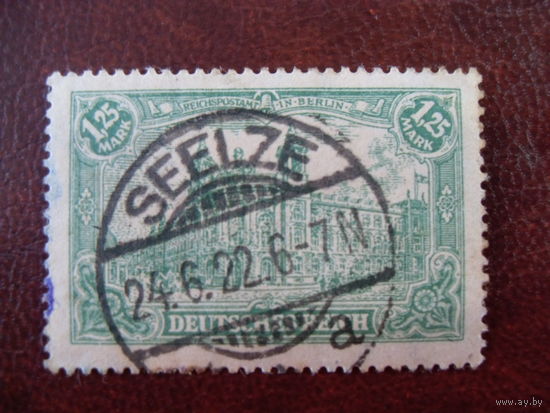 REICHSPOSTAMT IN BERLIN
1,25 MARK
1,25 MARK
SEELZE
24.6.22.6-7N
DEUTSCHES REICH
a
www.ay.by